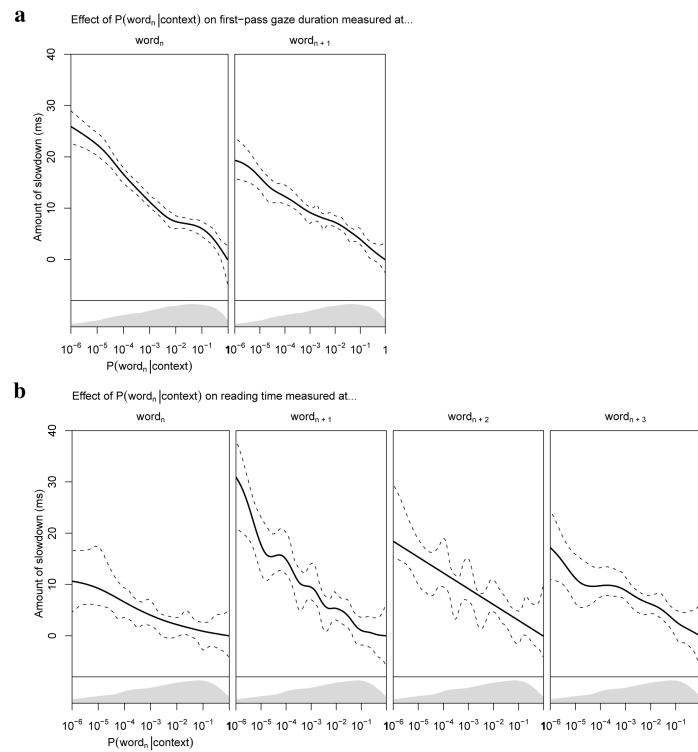 a
Effect of P(wordₙ|context) on first−pass gaze duration measured at...
wordₙ wordₙ₊₁
40
30
20
10
0
Amount of slowdown (ms)
10⁻⁶ 10⁻⁵ 10⁻⁴ 10⁻³ 10⁻² 10⁻¹ 1 10⁻⁶ 10⁻⁵ 10⁻⁴ 10⁻³ 10⁻² 10⁻¹ 1
P(wordₙ|context)
b
Effect of P(wordₙ|context) on reading time measured at...
wordₙ wordₙ₊₁ wordₙ₊₂ wordₙ₊₃
40
30
20
10
0
Amount of slowdown (ms)
10⁻⁶ 10⁻⁵ 10⁻⁴ 10⁻³ 10⁻² 10⁻¹ 1 10⁻⁶ 10⁻⁵ 10⁻⁴ 10⁻³ 10⁻² 10⁻¹ 1 10⁻⁶ 10⁻⁵ 10⁻⁴ 10⁻³ 10⁻² 10⁻¹ 1 10⁻⁶ 10⁻⁵ 10⁻⁴ 10⁻³ 10⁻² 10⁻¹
P(wordₙ|context)